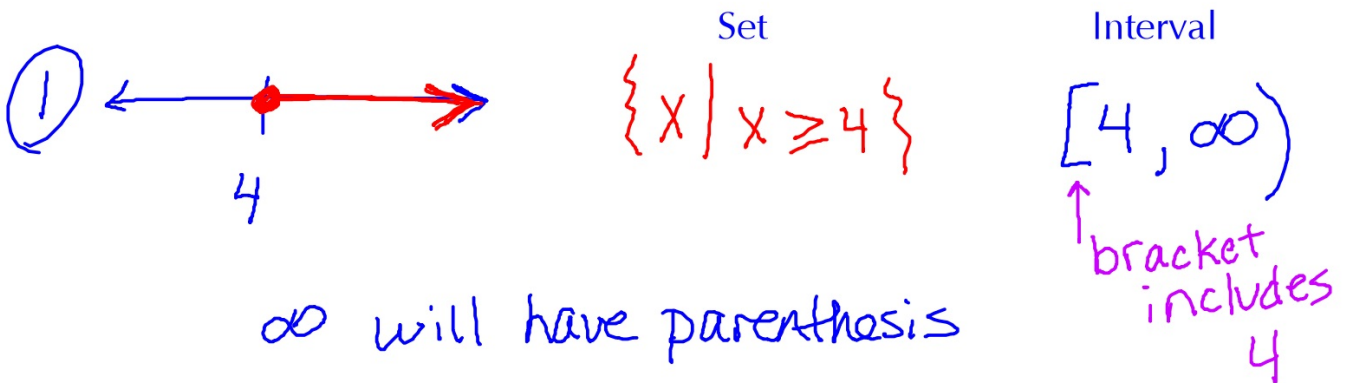 Set Interval
① 4 {x | x ≥ 4} [4, ∞)
bracket
includes
4
∞ will have parenthesis